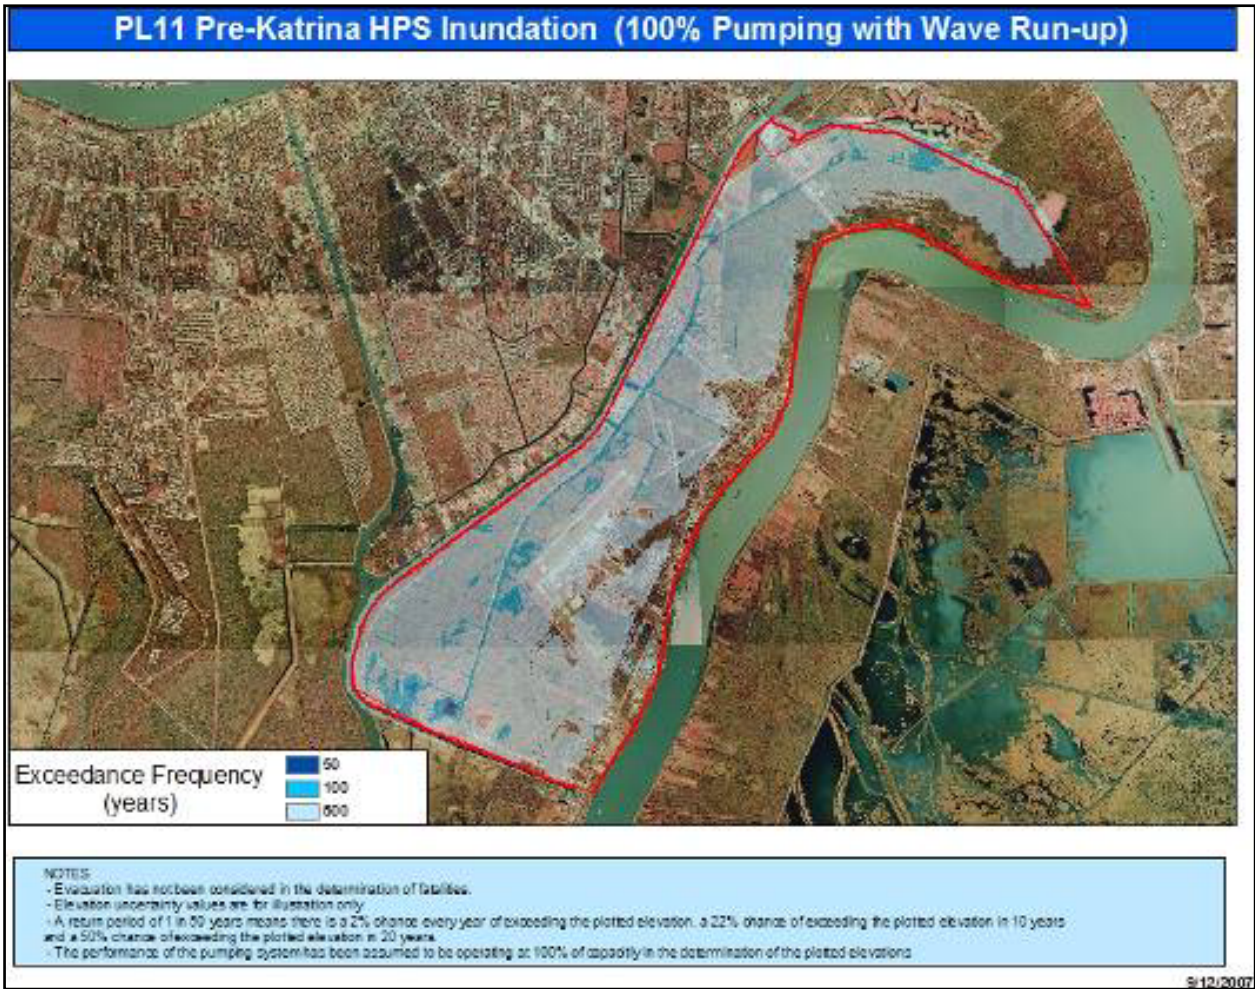 PL11 Pre-Katrina HPS Inundation (100% Pumping with Wave Run-up)
Exceedance Frequency
(years)
50
100
500
NOTES
- Evacuation has not been considered in the determination of fatalities.
- Elevation uncertainty values are for illustration only
- A return period of 1 in 50 years means there is a 2% chance every year of exceeding the plotted elevation, a 22% chance of exceeding the plotted elevation in 10 years
and a 50% chance of exceeding the plotted elevation in 20 years.
- The performance of the pumping system has been assumed to be operating at 100% of capacitly in the determination of the plotted elevations
9/12/2007